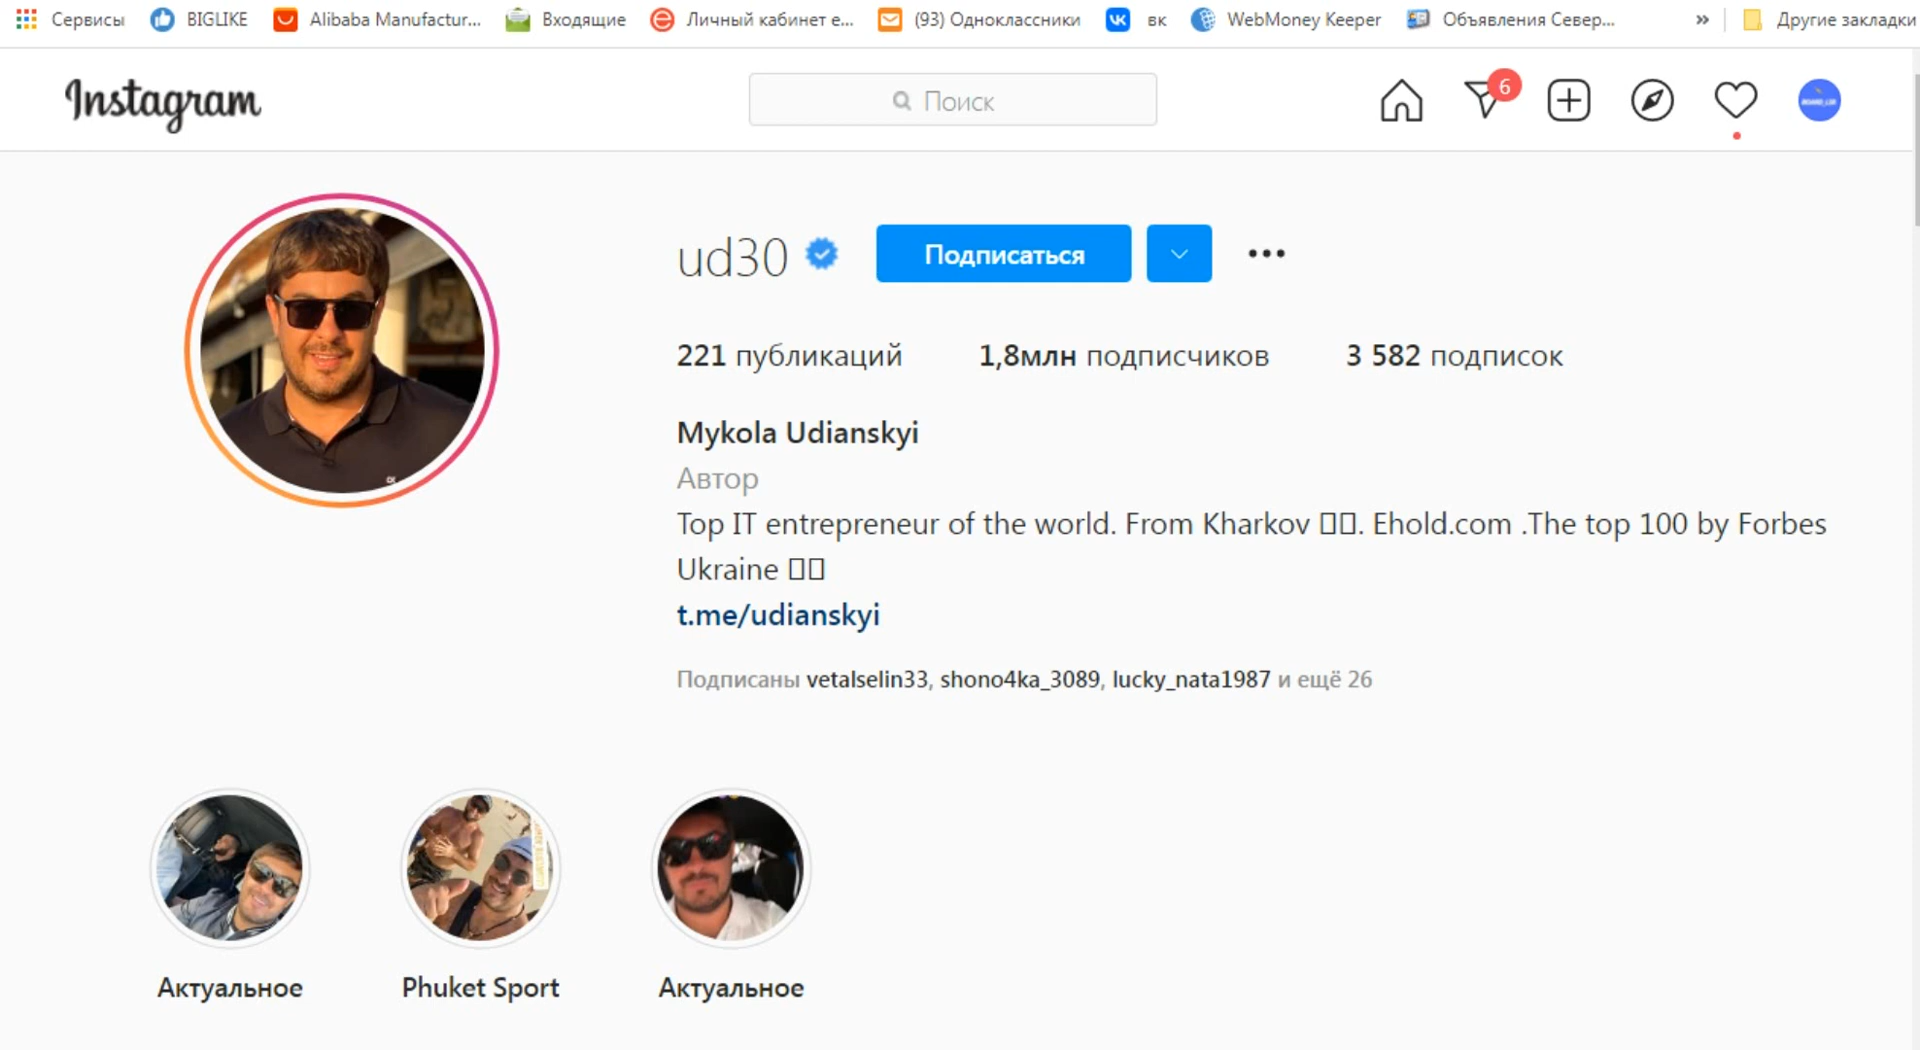 Сервисы BIGLIKE Alibaba Manufactur... Входящие Личный кабинет е... (93) Одноклассники вк WebMoney Keeper Объявления Север... » Другие закладки
Instagram Поиск 6
ud30 Подписаться
221 публикаций 1,8млн подписчиков 3 582 подписок
Mykola Udianskyi
Автор
Top IT entrepreneur of the world. From Kharkov . Ehold.com .The top 100 by Forbes
Ukraine
t.me/udianskyi
Подписаны vetalselin33, shono4ka_3089, lucky_nata1987 и ещё 26
Актуальное Phuket Sport Актуальное